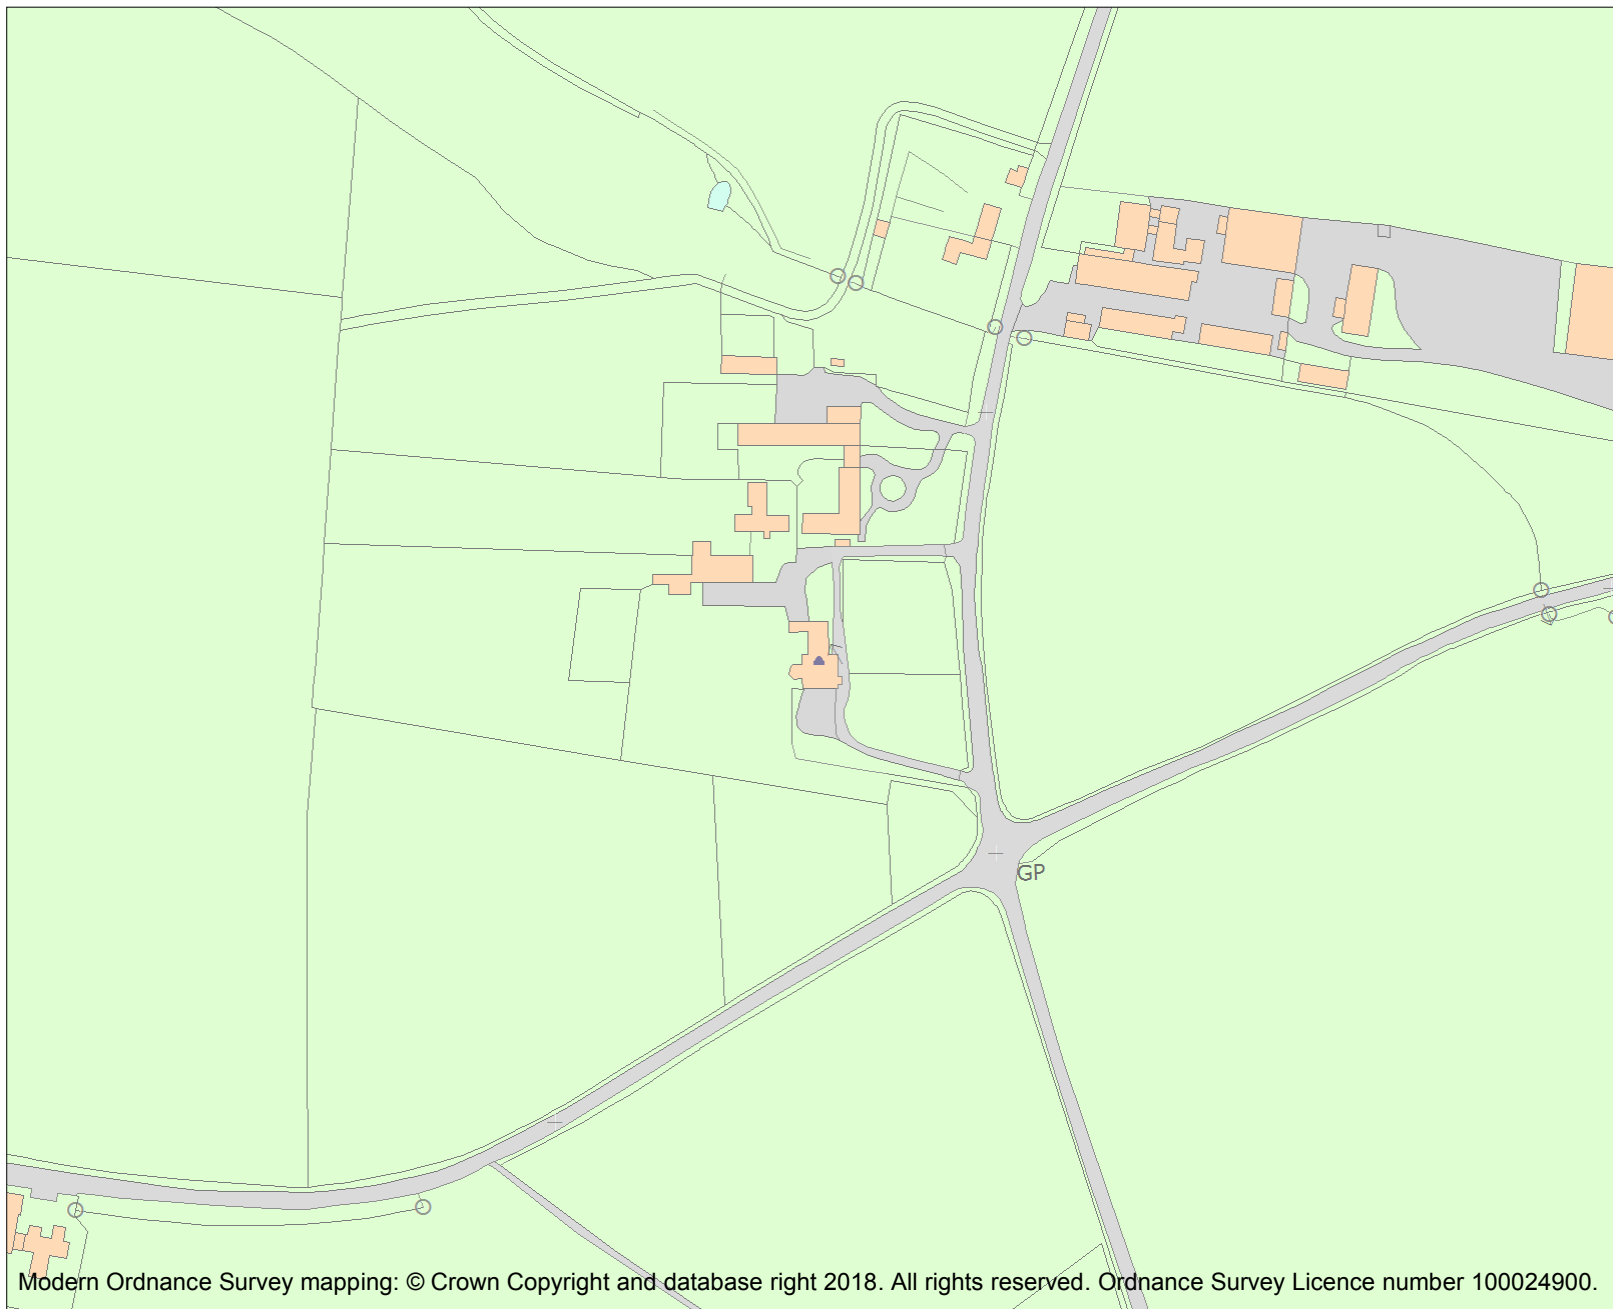 GP
Modern Ordnance Survey mapping: © Crown Copyright and database right 2018. All rights reserved. Ordnance Survey Licence number 100024900.